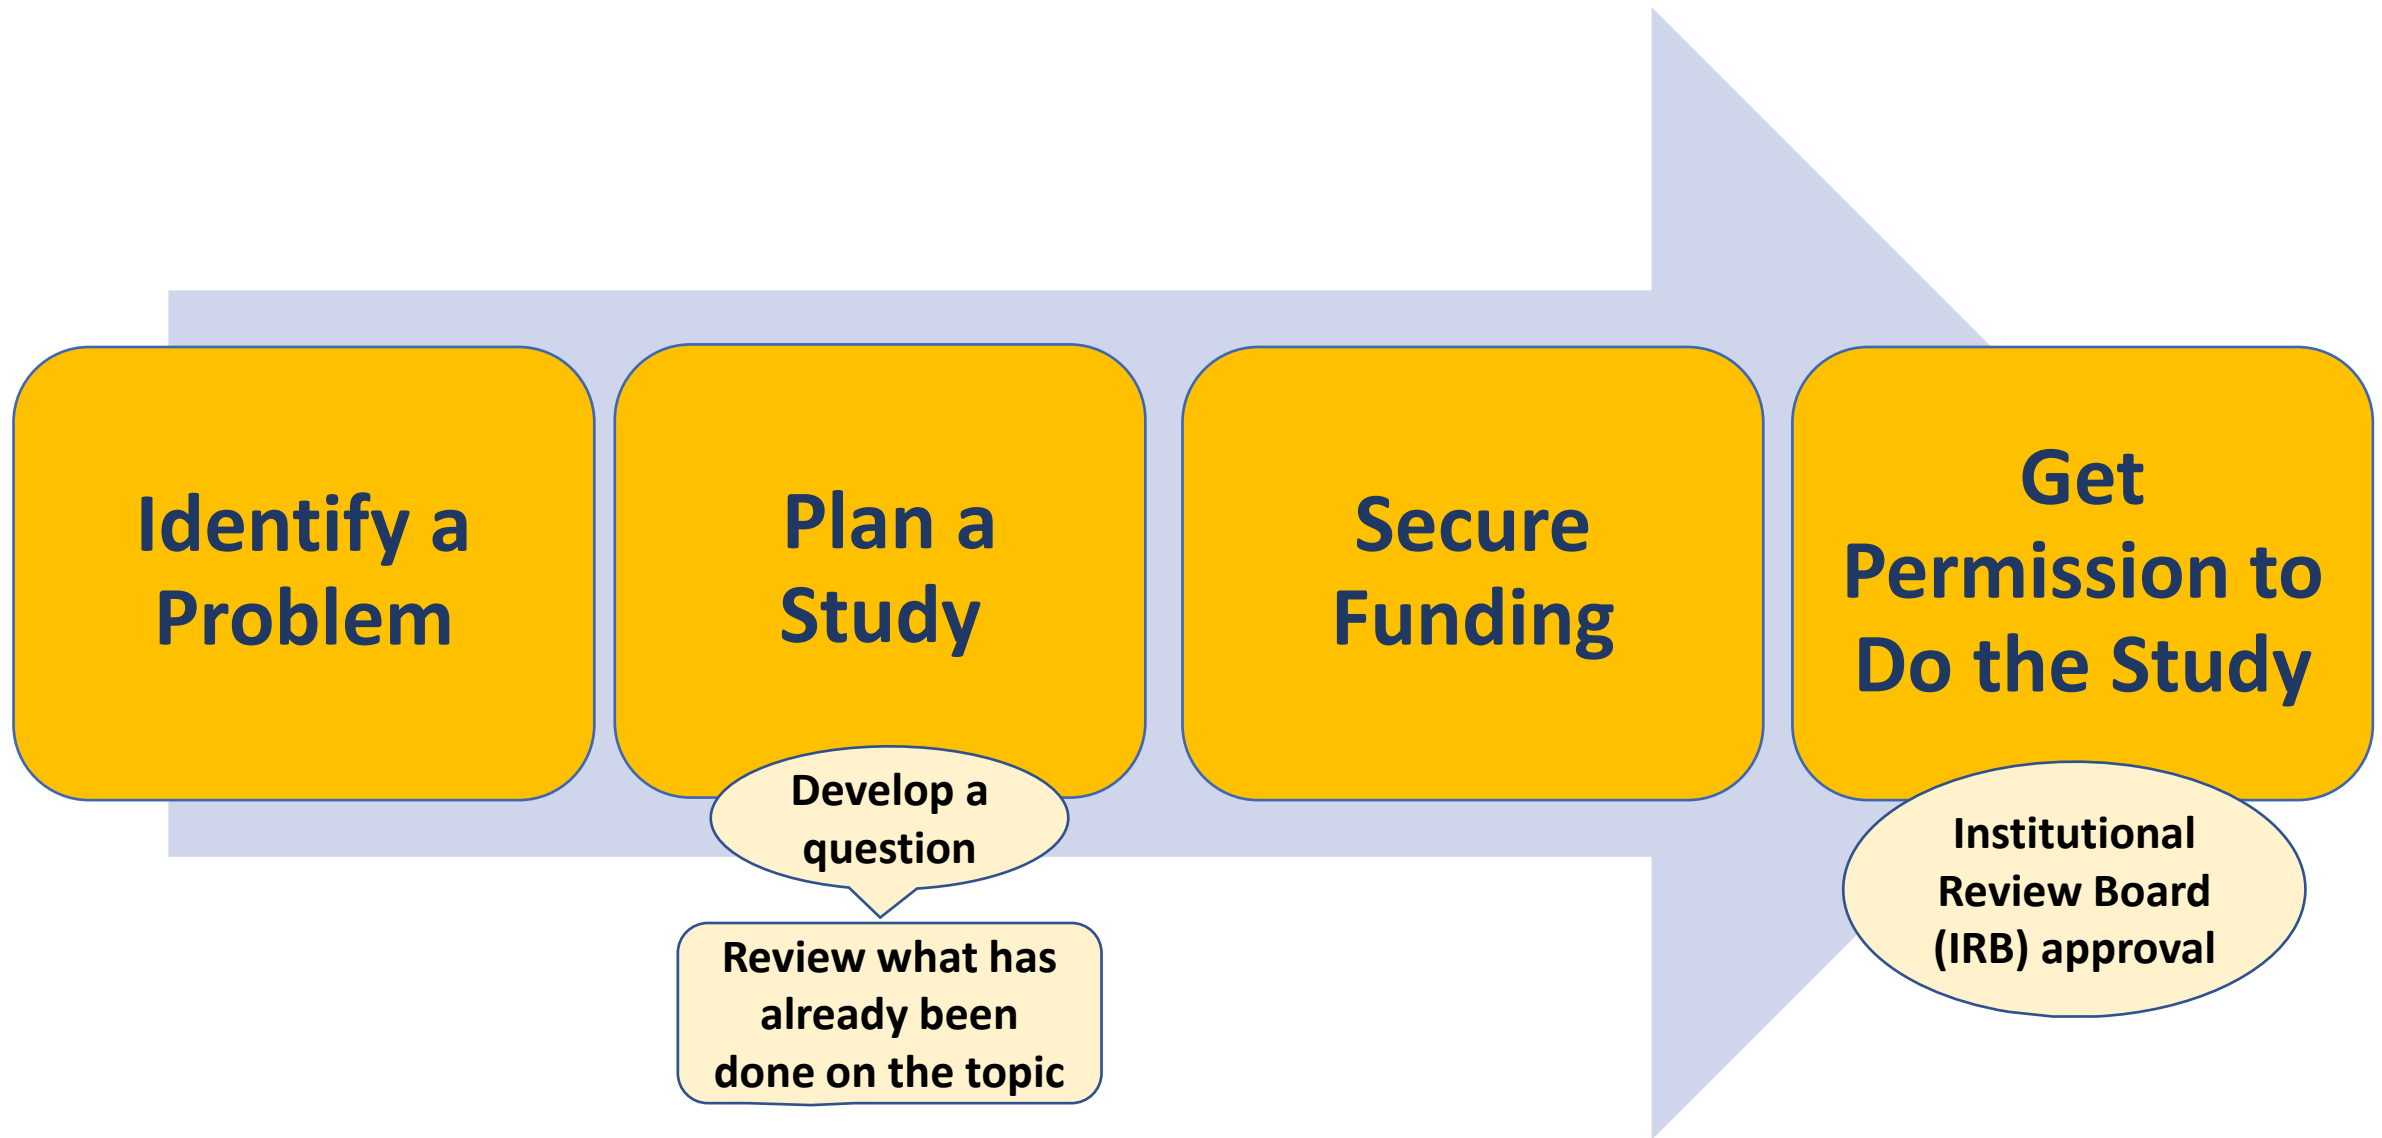 Identify a
Problem
Plan a
Study
Secure
Funding
Get
Permission to
Do the Study
Develop a
question
Review what has
already been
done on the topic
Institutional
Review Board
(IRB) approval